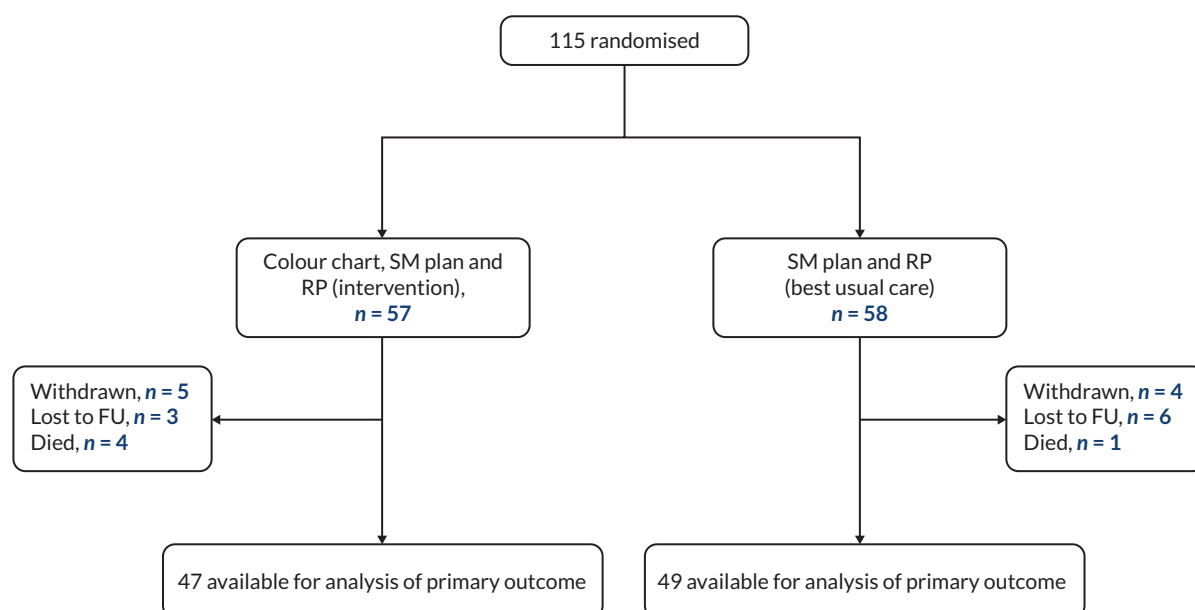 115 randomised
Colour chart, SM plan and
RP (intervention),
n = 57
SM plan and RP
(best usual care)
n = 58
Withdrawn, n = 5
Lost to FU, n = 3
Died, n = 4
Withdrawn, n = 4
Lost to FU, n = 6
Died, n = 1
47 available for analysis of primary outcome
49 available for analysis of primary outcome